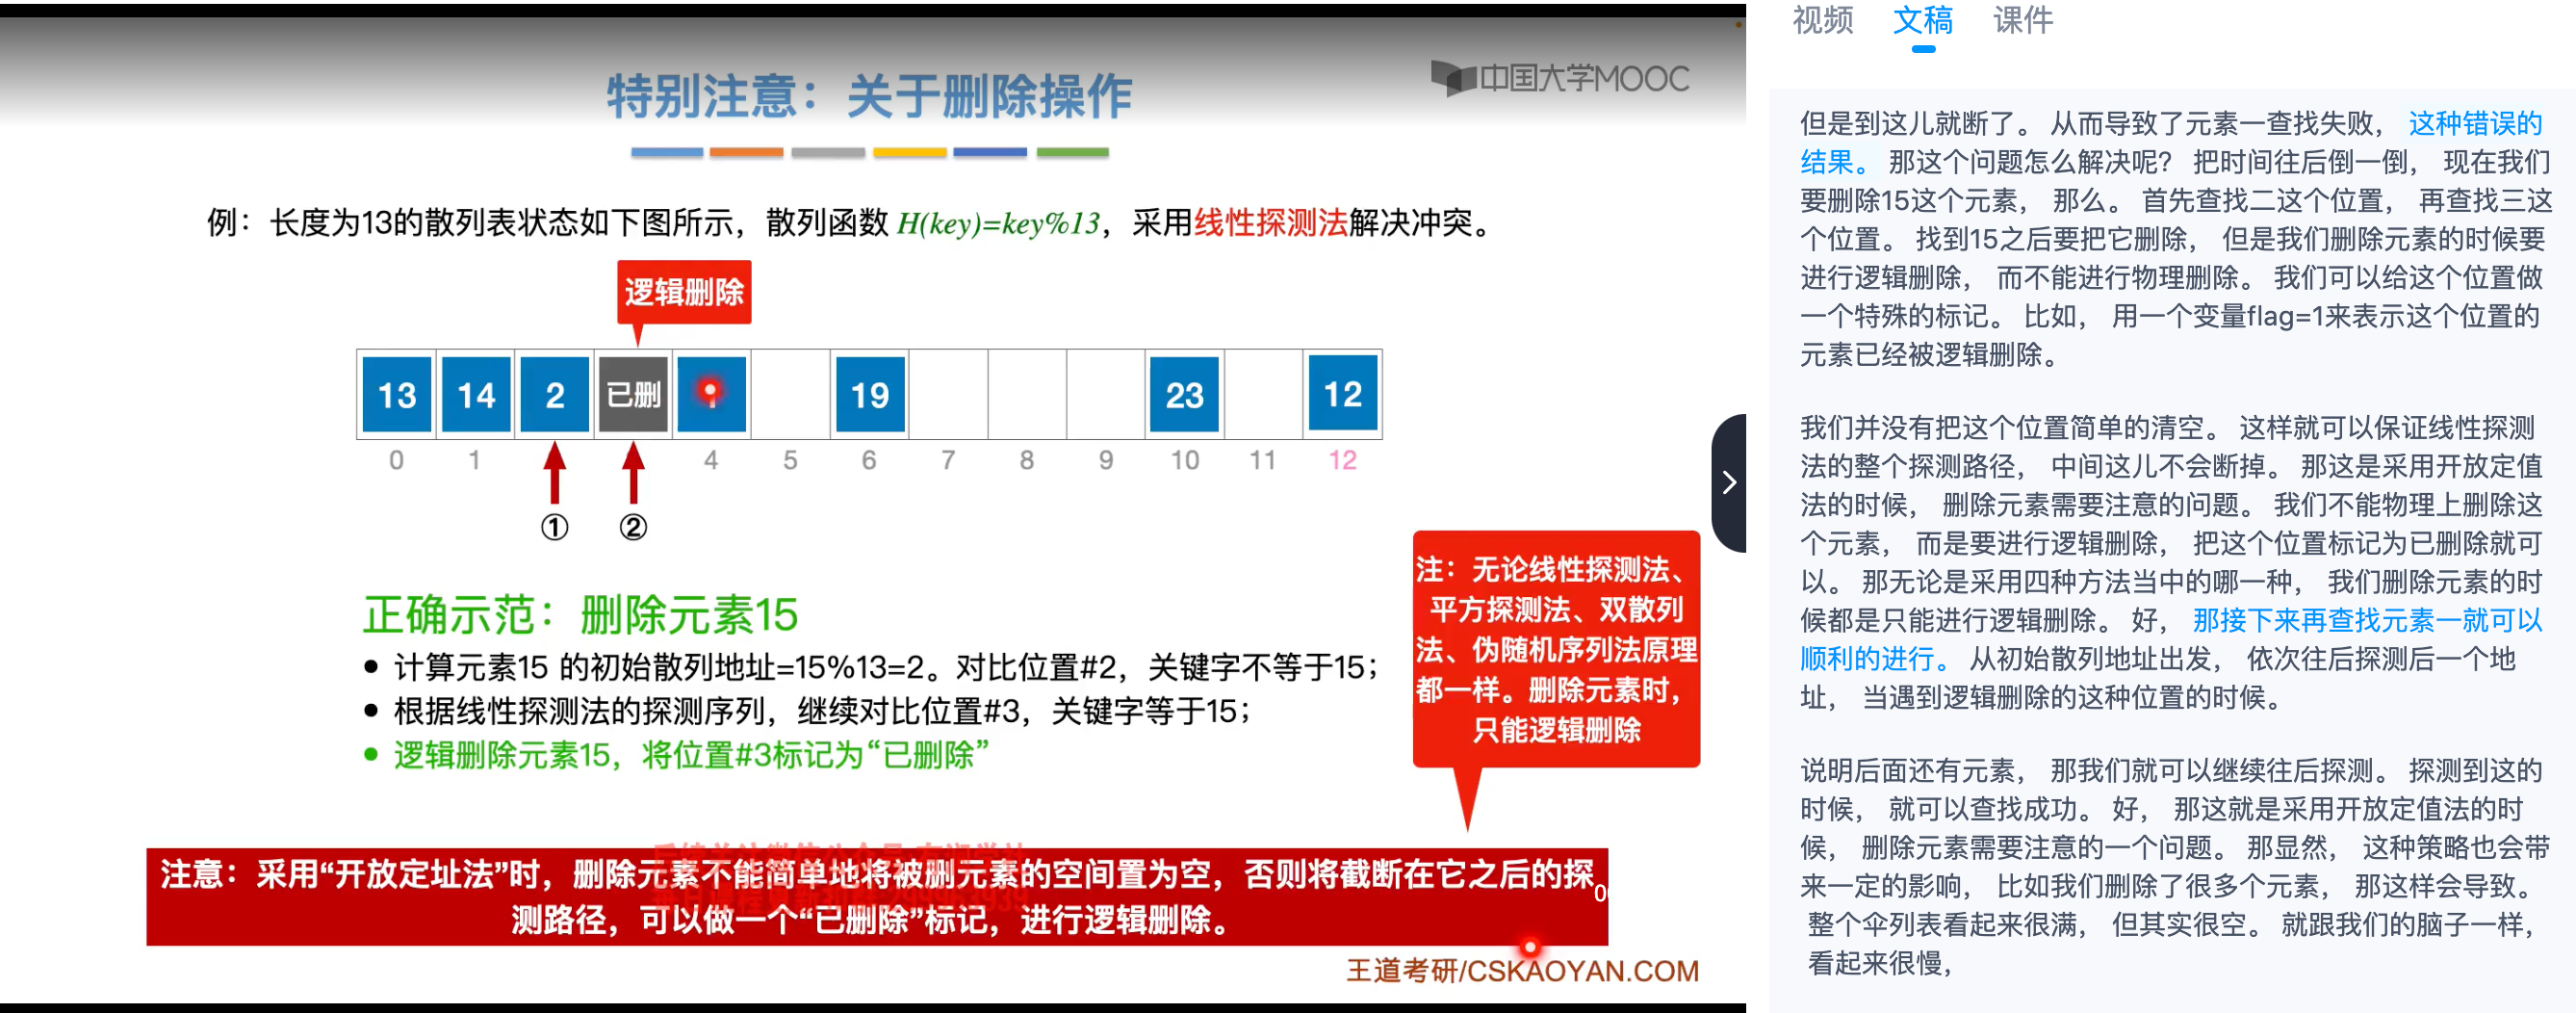 特别注意：关于删除操作
中国大学MOOC
例：长度为13的散列表状态如下图所示，散列函数 H(key)=key%13，采用线性探测法解决冲突。
逻辑删除
13 14 2 已删 19 23 12
0 1 4 5 6 7 8 9 10 11 12
① ②
正确示范：删除元素15
● 计算元素15 的初始散列地址=15%13=2。对比位置#2，关键字不等于15；
● 根据线性探测法的探测序列，继续对比位置#3，关键字等于15；
● 逻辑删除元素15，将位置#3标记为“已删除”
注：无论线性探测法、
平方探测法、双散列
法、伪随机序列法原理
都一样。删除元素时，
只能逻辑删除
注意：采用“开放定址法”时，删除元素不能简单地将被删元素的空间置为空，否则将截断在它之后的探
测路径，可以做一个“已删除”标记，进行逻辑删除。
王道考研/CSKAOYAN.COM
视频 文稿 课件
但是到这儿就断了。 从而导致了元素一查找失败， 这种错误的
结果。 那这个问题怎么解决呢？ 把时间往后倒一倒， 现在我们
要删除15这个元素， 那么。 首先查找二这个位置， 再查找三这
个位置。 找到15之后要把它删除， 但是我们删除元素的时候要
进行逻辑删除， 而不能进行物理删除。 我们可以给这个位置做
一个特殊的标记。 比如， 用一个变量flag=1来表示这个位置的
元素已经被逻辑删除。
我们并没有把这个位置简单的清空。 这样就可以保证线性探测
法的整个探测路径， 中间这儿不会断掉。 那这是采用开放定值
法的时候， 删除元素需要注意的问题。 我们不能物理上删除这
个元素， 而是要进行逻辑删除， 把这个位置标记为已删除就可
以。 那无论是采用四种方法当中的哪一种， 我们删除元素的时
候都是只能进行逻辑删除。 好， 那接下来再查找元素一就可以
顺利的进行。 从初始散列地址出发， 依次往后探测后一个地
址， 当遇到逻辑删除的这种位置的时候。
说明后面还有元素， 那我们就可以继续往后探测。 探测到这的
时候， 就可以查找成功。 好， 那这就是采用开放定值法的时
候， 删除元素需要注意的一个问题。 那显然， 这种策略也会带
来一定的影响， 比如我们删除了很多个元素， 那这样会导致。
整个伞列表看起来很满， 但其实很空。 就跟我们的脑子一样，
看起来很慢，